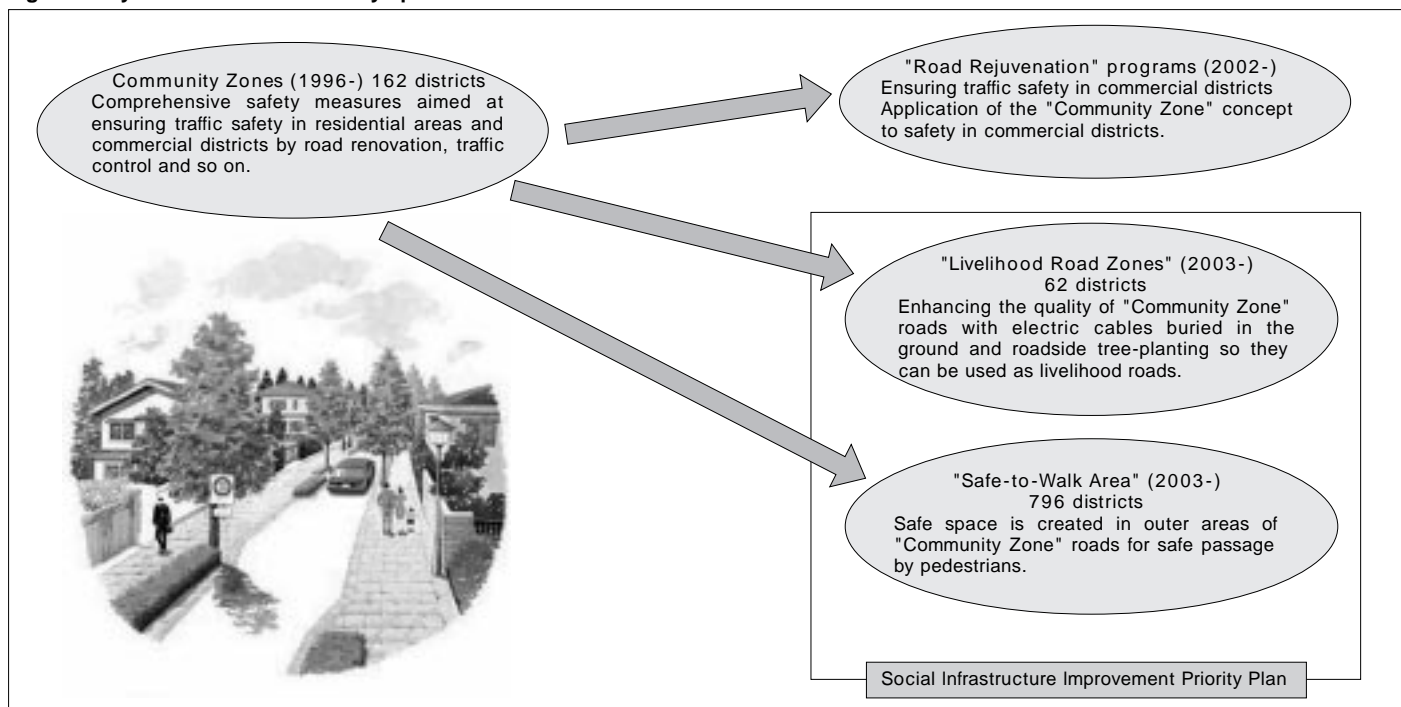 Community Zones (1996-) 162 districts
Comprehensive safety measures aimed at
ensuring traffic safety in residential areas and
commercial districts by road renovation, traffic
control and so on.
"Road Rejuvenation" programs (2002-)
Ensuring traffic safety in commercial districts
Application of the "Community Zone" concept
to safety in commercial districts.
"Livelihood Road Zones" (2003-)
62 districts
Enhancing the quality of "Community Zone"
roads with electric cables buried in the
ground and roadside tree-planting so they
can be used as livelihood roads.
"Safe-to-Walk Area" (2003-)
796 districts
Safe space is created in outer areas of
"Community Zone" roads for safe passage
by pedestrians.
Social Infrastructure Improvement Priority Plan